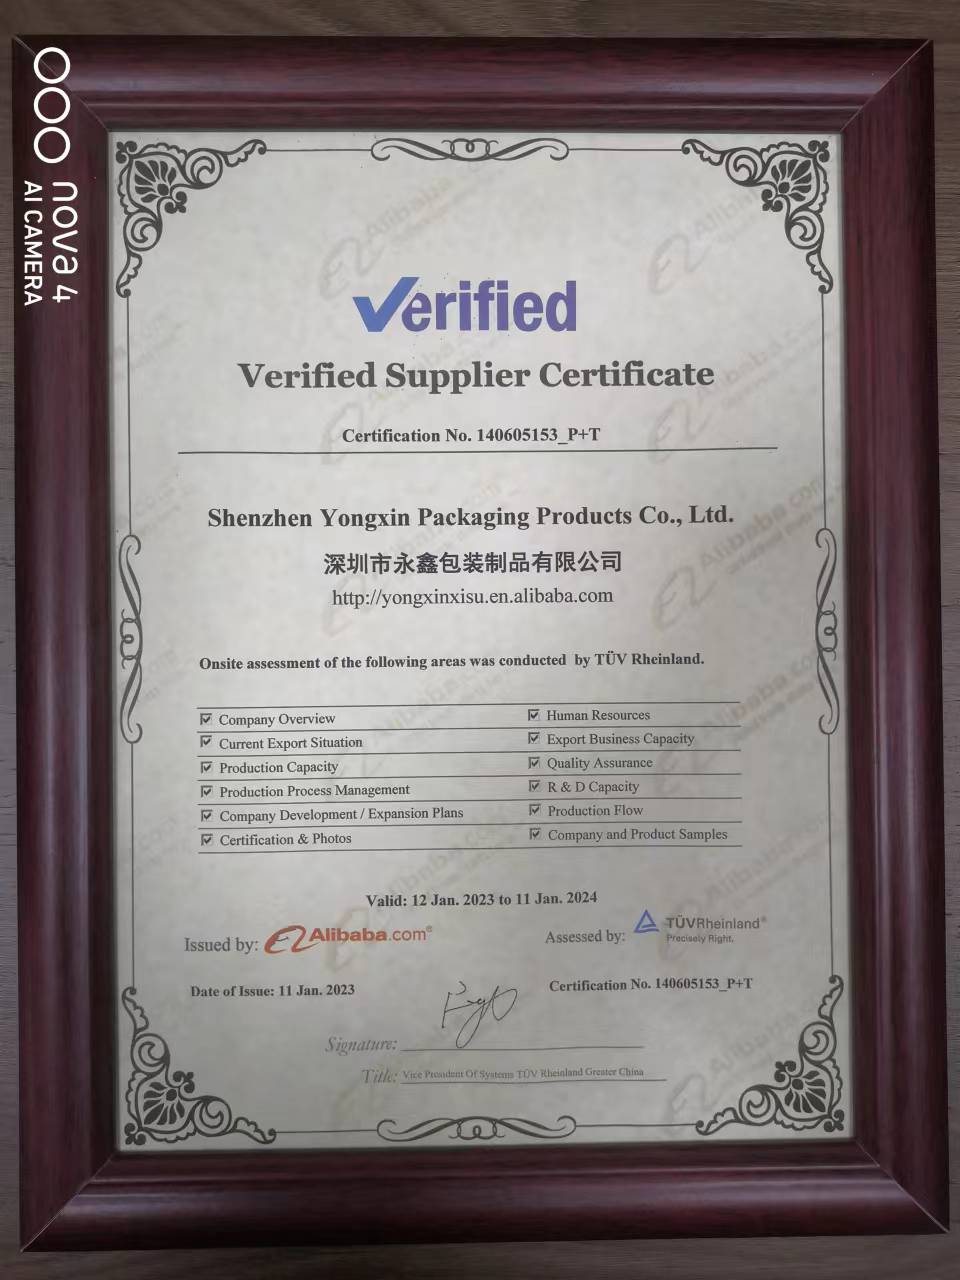 nova 4
AI CAMERA
Verified
Verified Supplier Certificate
Certification No. 140605153_P+T
Shenzhen Yongxin Packaging Products Co., Ltd.
深圳市永鑫包装制品有限公司
http://yongxinxisu.en.alibaba.com
Onsite assessment of the following areas was conducted by TÜV Rheinland.
Company Overview
Human Resources
Current Export Situation
Export Business Capacity
Production Capacity
Quality Assurance
Production Process Management
R & D Capacity
Company Development / Expansion Plans
Production Flow
Certification & Photos
Company and Product Samples
Valid: 12 Jan. 2023 to 11 Jan. 2024
Issued by: Alibaba.com®
Assessed by: TÜVRheinland®
Precisely Right.
Date of Issue: 11 Jan. 2023
Certification No. 140605153_P+T
Signature:
Title: Vice President Of Systems TÜV Rheinland Greater China